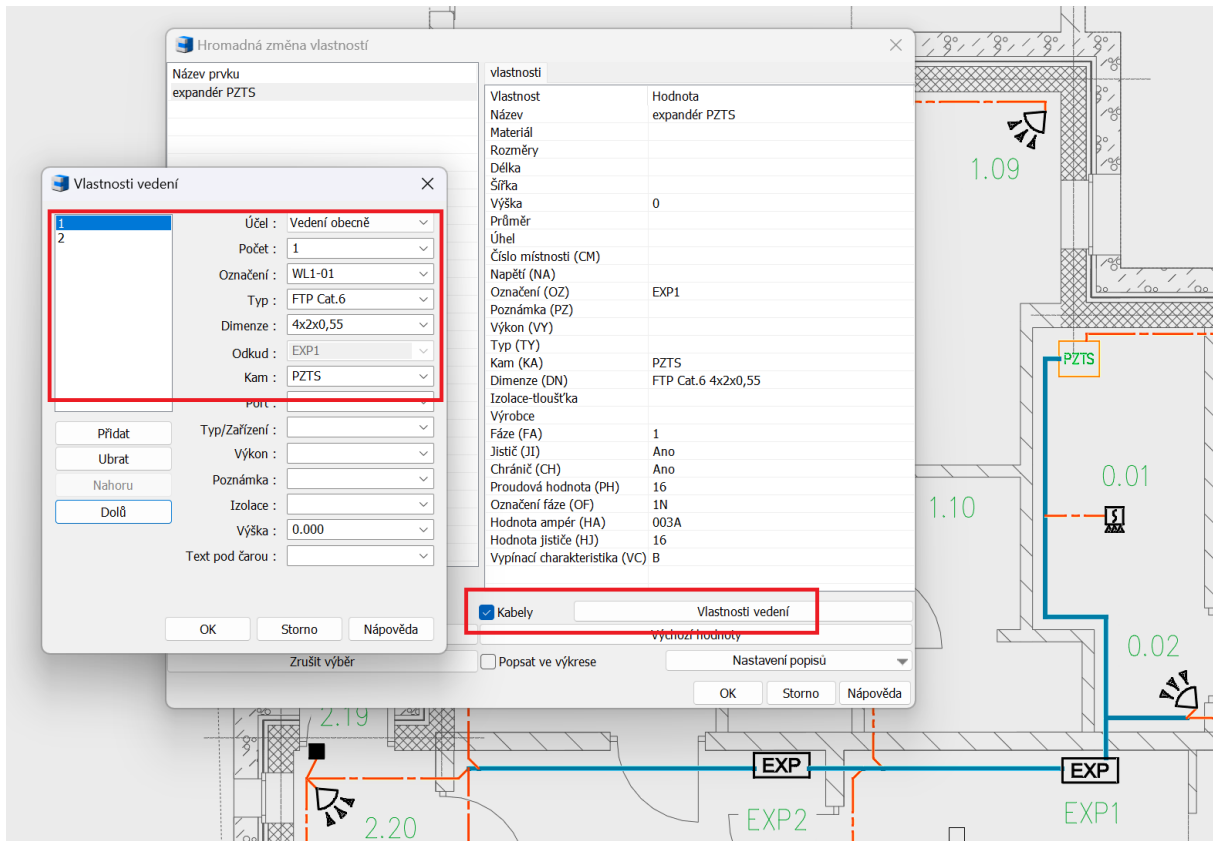 Hromadná změna vlastností
Název prvku
expandér PZTS
vlastnosti
Vlastnost Hodnota
Název expandér PZTS
Materiál
Rozměry
Délka
Šířka
Výška 0
Průměr
Úhel
Číslo místnosti (CM)
Napětí (NA)
Označení (OZ) EXP1
Poznámka (PZ)
Výkon (VY)
Typ (TY)
Kam (KA) PZTS
Dimenze (DN) FTP Cat.6 4x2x0,55
Izolace-tloušťka
Výrobce
Fáze (FA) 1
Jistič (JI) Ano
Chránič (CH) Ano
Proudová hodnota (PH) 16
Označení fáze (OF) 1N
Hodnota ampér (HA) 003A
Hodnota jističe (HJ) 16
Vypínací charakteristika (VC) B
Kabely Vlastnosti vedení
Výchozí hodnoty
Zrušit výběr Popsat ve výkrese Nastavení popisů
OK Storno Nápověda
Vlastnosti vedení
1
2
Účel : Vedení obecně
Počet : 1
Označení : WL1-01
Typ : FTP Cat.6
Dimenze : 4x2x0,55
Odkud : EXP1
Kam : PZTS
Port :
Přidat Typ/Zařízení :
Ubrat Výkon :
Nahoru Poznámka :
Dolů Izolace :
Výška : 0.000
Text pod čarou :
OK Storno Nápověda
1.09
PZTS
0.01
1.10
0.02
2.19
EXP
EXP
EXP2
EXP1
2.20